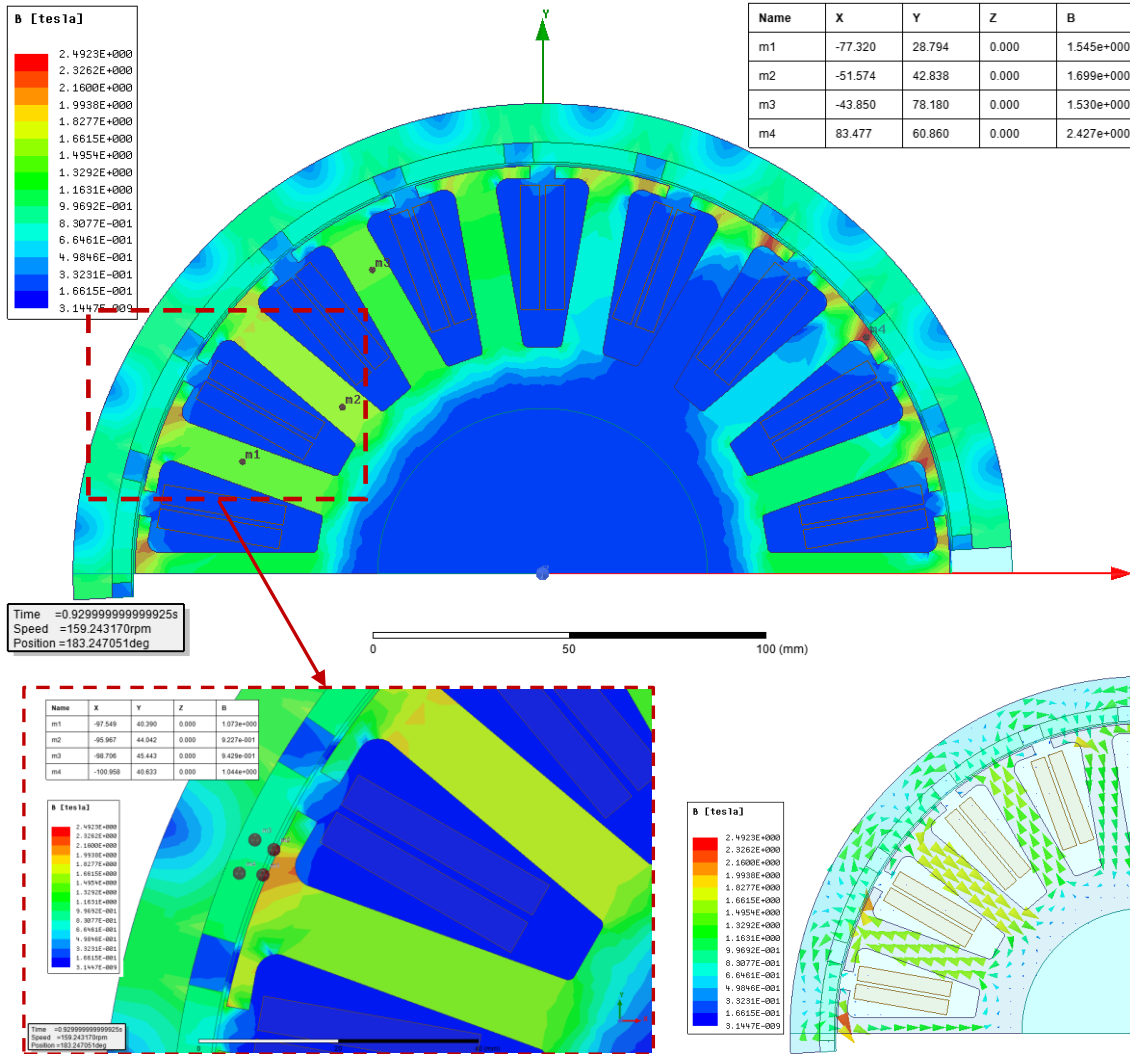 B [tesla]
2.4923E+000
2.3262E+000
2.1600E+000
1.9938E+000
1.8277E+000
1.6615E+000
1.4954E+000
1.3292E+000
1.1631E+000
9.9692E-001
8.3077E-001
6.6461E-001
4.9846E-001
3.3231E-001
1.6615E-001
3.1447E-009
Y
Name X Y Z B
m1 -77.320 28.794 0.000 1.545e+000
m2 -51.574 42.838 0.000 1.699e+000
m3 -43.850 78.180 0.000 1.530e+000
m4 83.477 60.860 0.000 2.427e+000
m3
m4
m2
m1
Time =0.929999999999925s
Speed =159.243170rpm
Position =183.247051deg
0 50 100 (mm)
Name X Y Z B
m1 -97.549 40.390 0.000 1.073e+000
m2 -95.967 44.042 0.000 9.227e-001
m3 -98.706 45.443 0.000 9.429e-001
m4 -100.958 40.633 0.000 1.044e+000
B [tesla]
2.4923E+000
2.3262E+000
2.1600E+000
1.9938E+000
1.8277E+000
1.6615E+000
1.4954E+000
1.3292E+000
1.1631E+000
9.9692E-001
8.3077E-001
6.6461E-001
4.9846E-001
3.3231E-001
1.6615E-001
3.1447E-009
Time =0.929999999999925s
Speed =159.243170rpm
Position =183.247051deg
B [tesla]
2.4923E+000
2.3262E+000
2.1600E+000
1.9938E+000
1.8277E+000
1.6615E+000
1.4954E+000
1.3292E+000
1.1631E+000
9.9692E-001
8.3077E-001
6.6461E-001
4.9846E-001
3.3231E-001
1.6615E-001
3.1447E-009